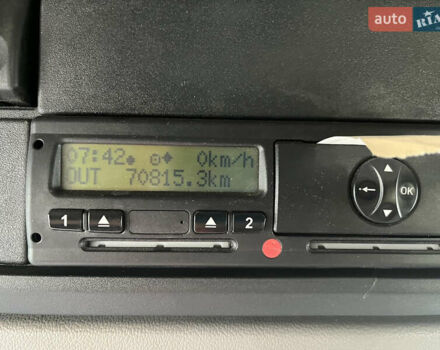 auto RIA
07:42 0km/h
OUT 70815.3km
1 2
OK